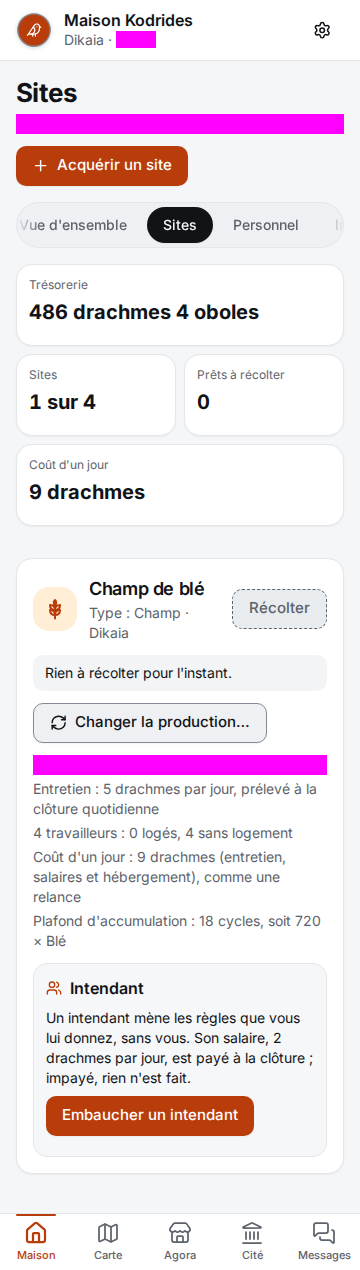 Maison Kodrides
Dikaia ·
Sites
Acquérir un site
Vue d'ensemble
Sites
Personnel
Trésorerie
486 drachmes 4 oboles
Sites
Prêts à récolter
1 sur 4
0
Coût d'un jour
9 drachmes
Champ de blé
Type : Champ ·
Dikaia
Récolter
Rien à récolter pour l'instant.
Changer la production...
Entretien : 5 drachmes par jour, prélevé à la
clôture quotidienne
4 travailleurs : 0 logés, 4 sans logement
Coût d'un jour : 9 drachmes (entretien,
salaires et hébergement), comme une
relance
Plafond d'accumulation : 18 cycles, soit 720
× Blé
Intendant
Un intendant mène les règles que vous
lui donnez, sans vous. Son salaire, 2
drachmes par jour, est payé à la clôture ;
impayé, rien n'est fait.
Embaucher un intendant
Maison
Carte
Agora
Cité
Messages